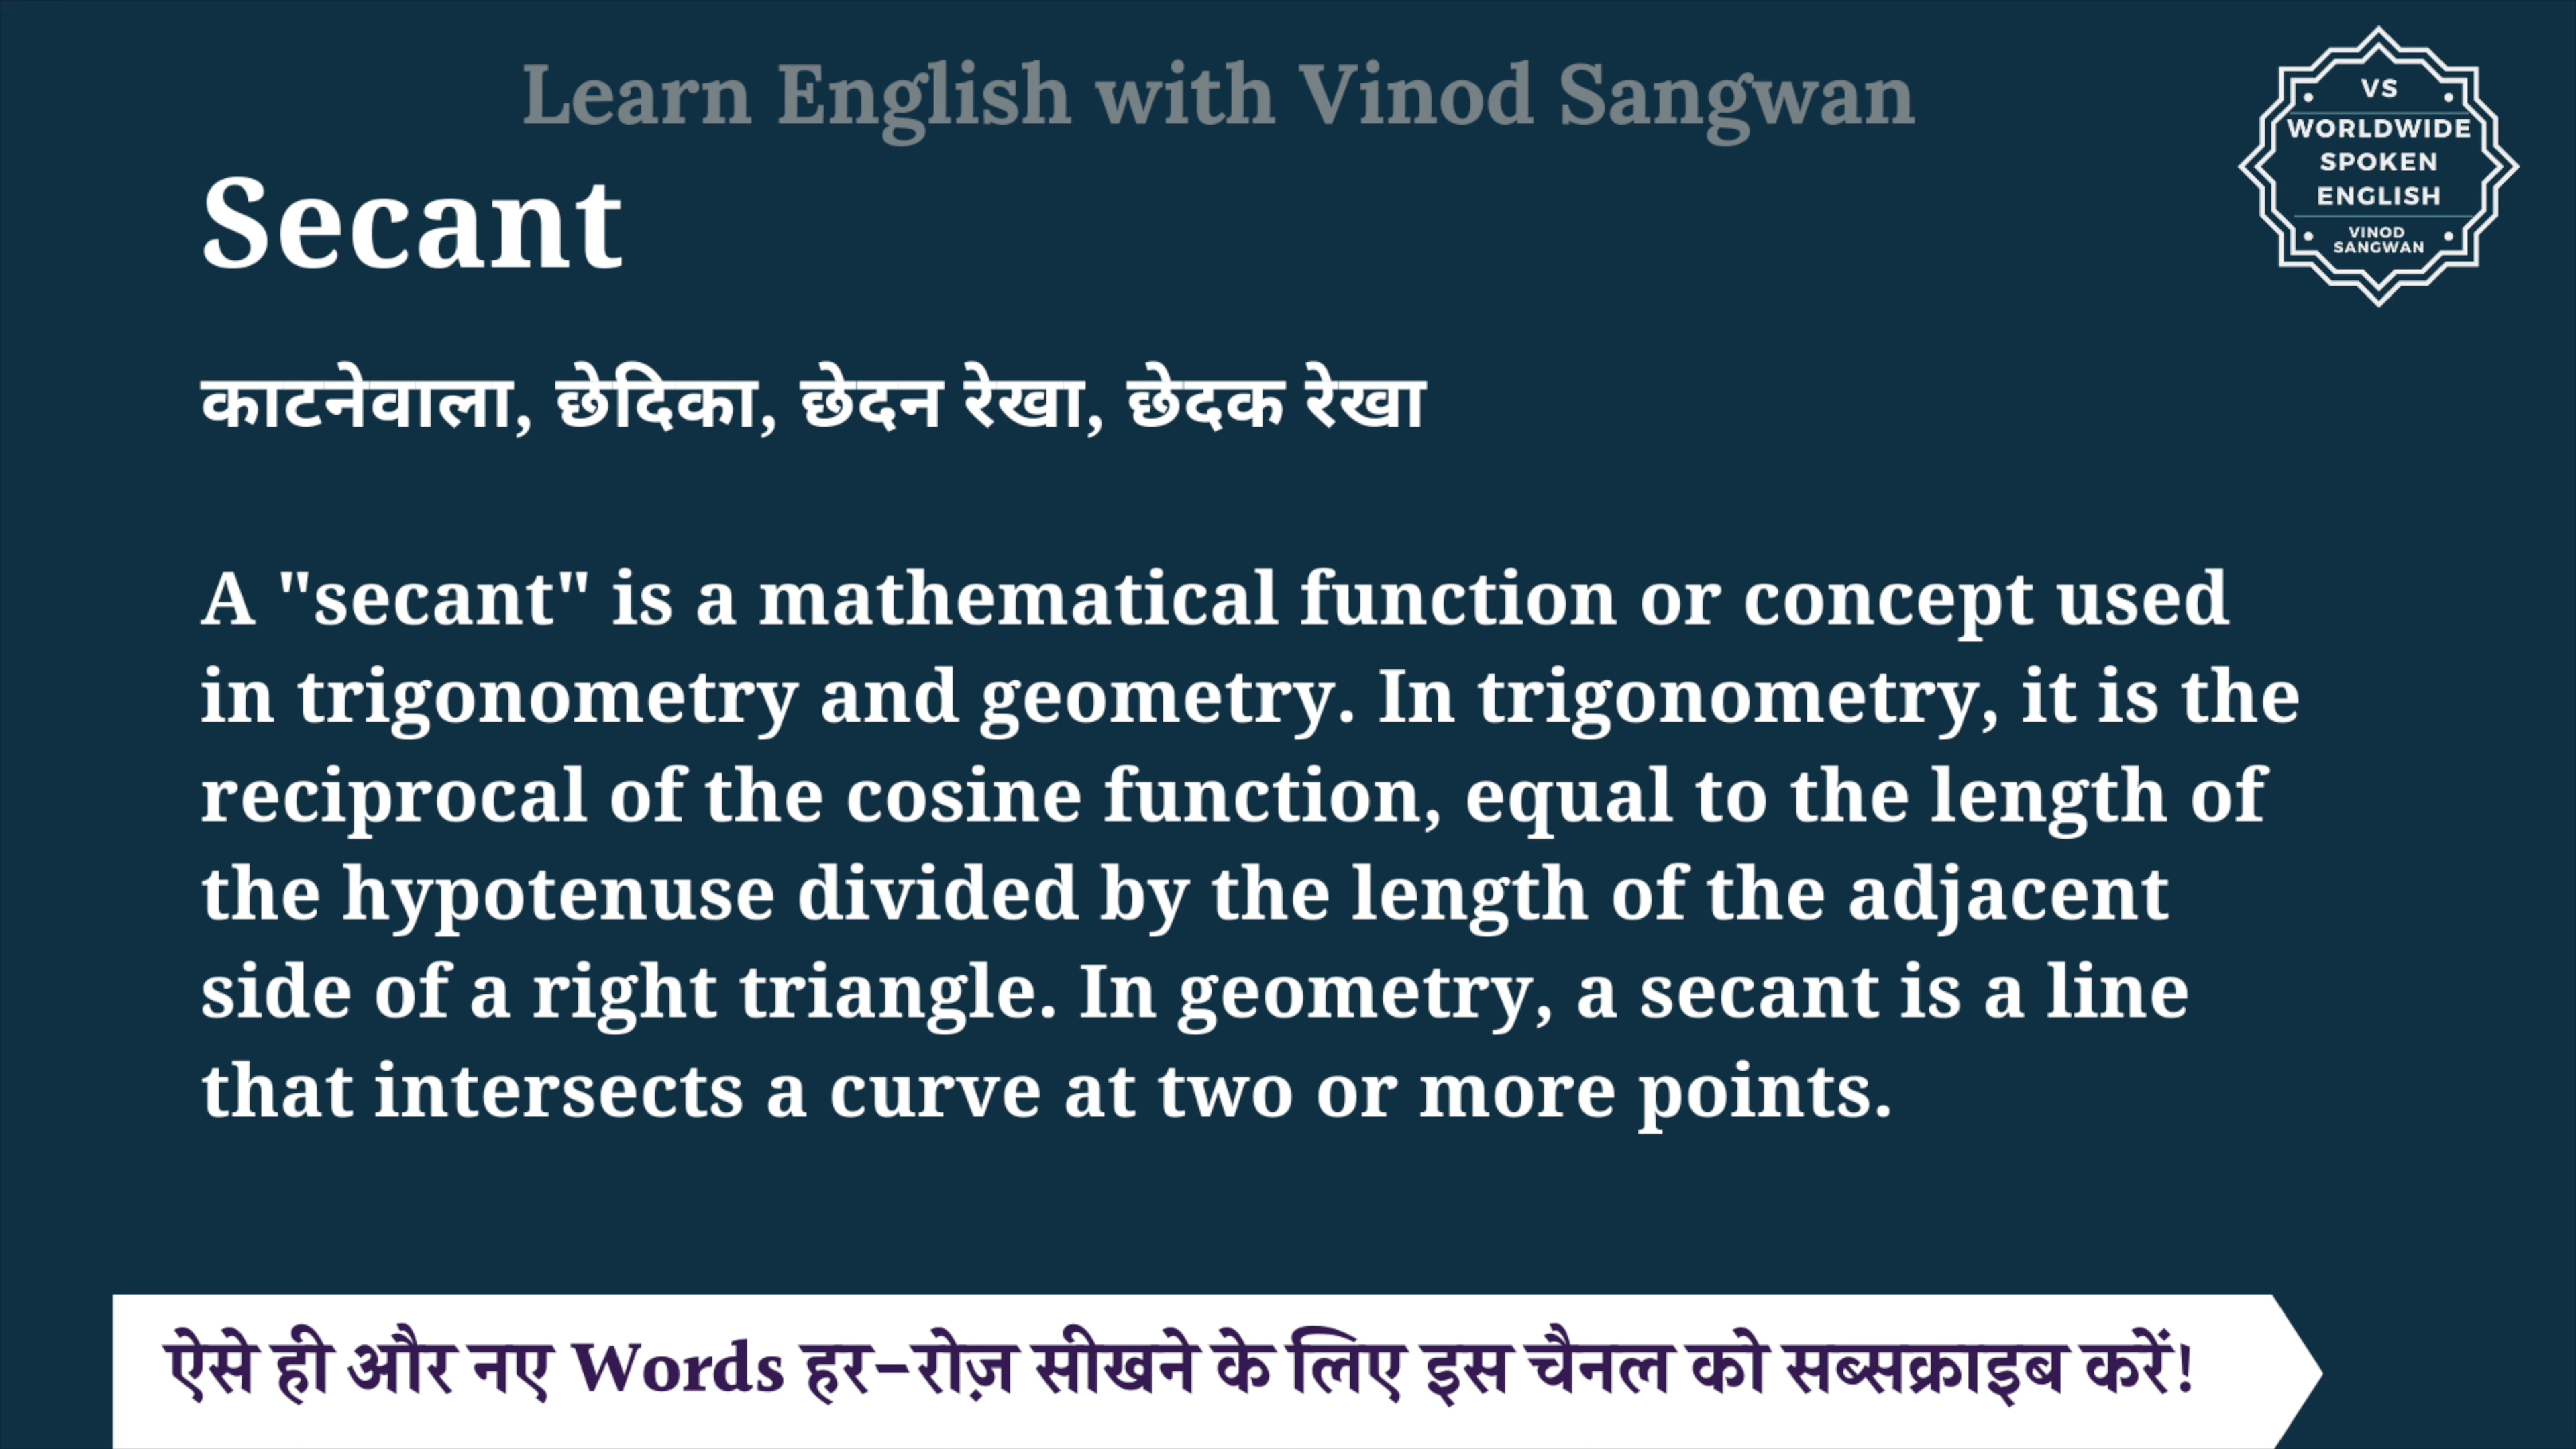 Learn English with Vinod Sangwan
VS
WORLDWIDE
SPOKEN
ENGLISH
VINOD
SANGWAN
Secant
काटनेवाला, छेदिका, छेदन रेखा, छेदक रेखा
A "secant" is a mathematical function or concept used
in trigonometry and geometry. In trigonometry, it is the
reciprocal of the cosine function, equal to the length of
the hypotenuse divided by the length of the adjacent
side of a right triangle. In geometry, a secant is a line
that intersects a curve at two or more points.
ऐसे ही और नए Words हर-रोज़ सीखने के लिए इस चैनल को सब्सक्राइब करें!